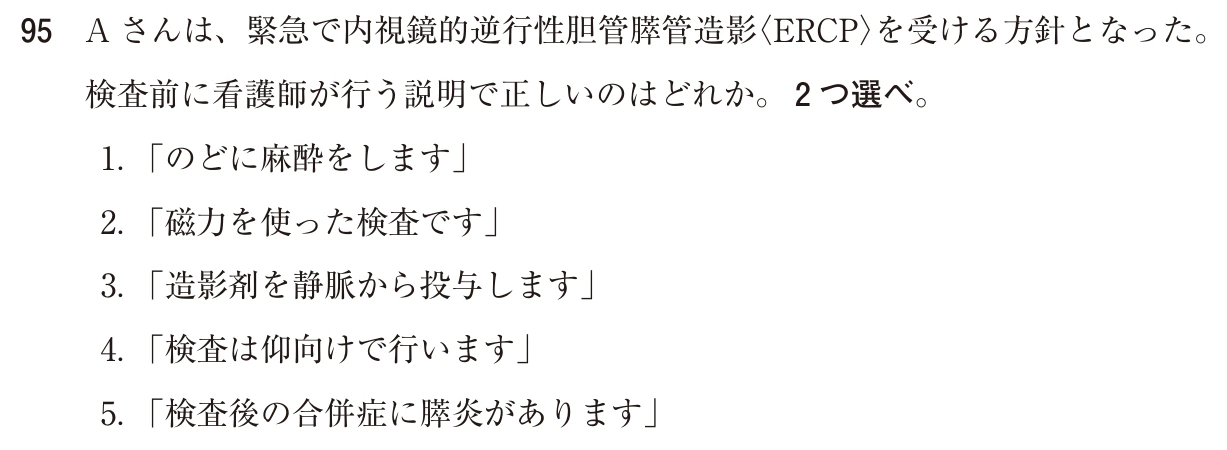 95 A さんは、緊急で内視鏡的逆行性胆管膵管造影〈ERCP〉を受ける方針となった。
検査前に看護師が行う説明で正しいのはどれか。2つ選べ。
1. 「のどに麻酔をします」
2. 「磁力を使った検査です」
3. 「造影剤を静脈から投与します」
4. 「検査は仰向けで行います」
5. 「検査後の合併症に膵炎があります」